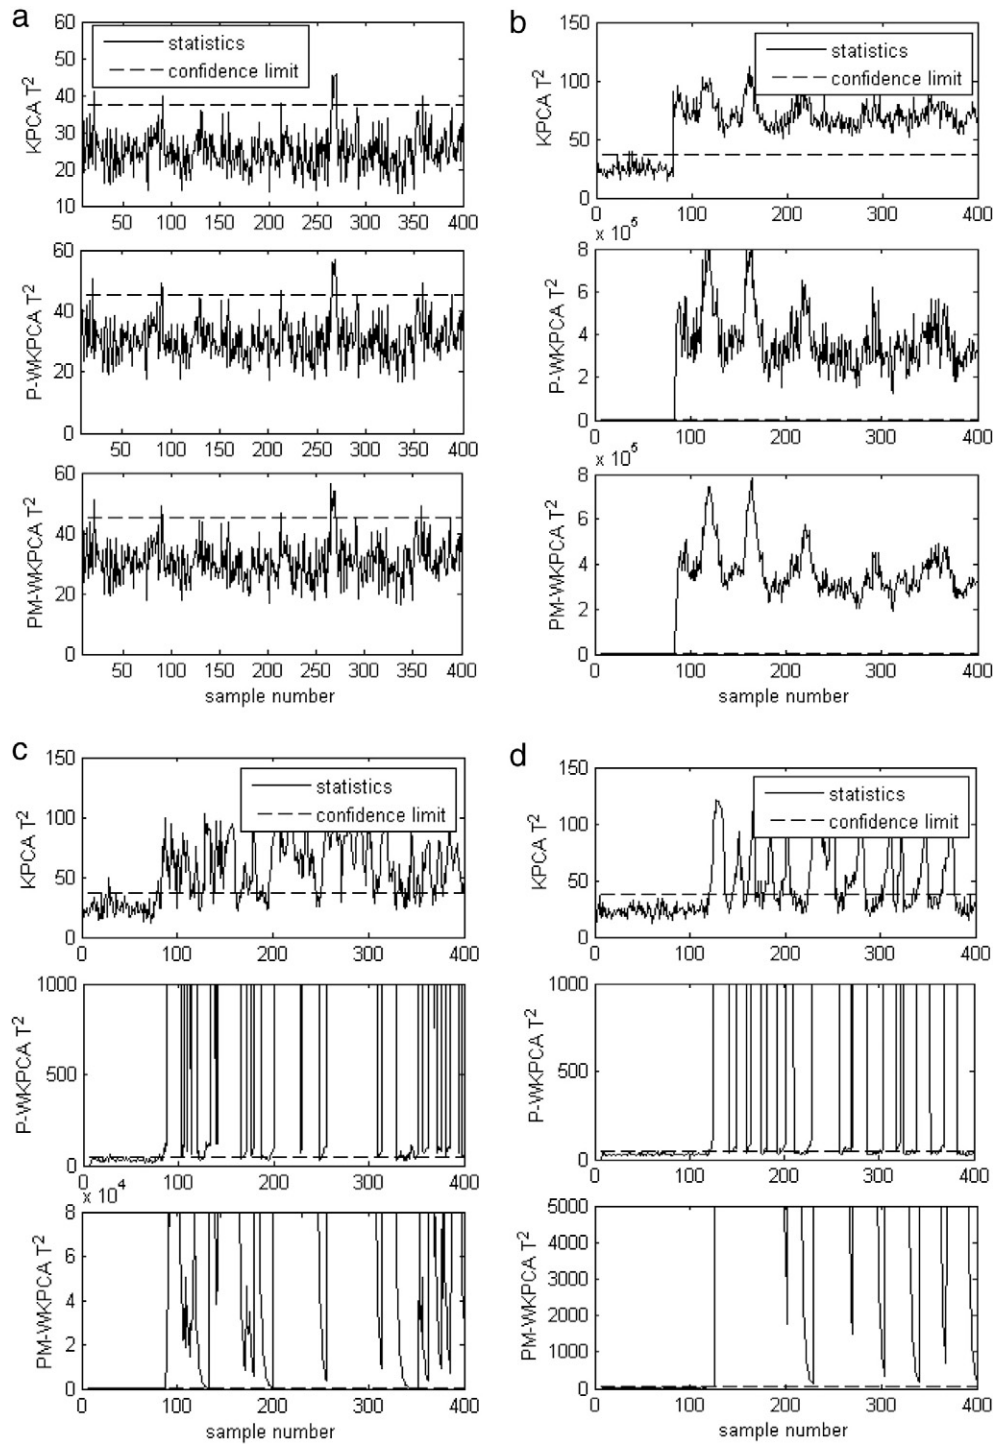 a
60
50
40
30
20
10
KPCA T²
statistics
confidence limit
50 100 150 200 250 300 350 400
60
40
20
0
P-WKPCA T²
50 100 150 200 250 300 350 400
60
40
20
0
PM-WKPCA T²
50 100 150 200 250 300 350 400
sample number
b
150
100
50
0
KPCA T²
statistics
confidence limit
0 100 200 300 400
x 10⁵
8
6
4
2
0
P-WKPCA T²
0 100 200 300 400
x 10⁵
8
6
4
2
0
PM-WKPCA T²
0 100 200 300 400
sample number
c
150
100
50
0
KPCA T²
statistics
confidence limit
0 100 200 300 400
1000
500
0
P-WKPCA T²
0 100 200 300 400
x 10⁴
8
6
4
2
0
PM-WKPCA T²
0 100 200 300 400
sample number
d
150
100
50
0
KPCA T²
statistics
confidence limit
0 100 200 300 400
1000
500
0
P-WKPCA T²
0 100 200 300 400
5000
4000
3000
2000
1000
0
PM-WKPCA T²
0 100 200 300 400
sample number